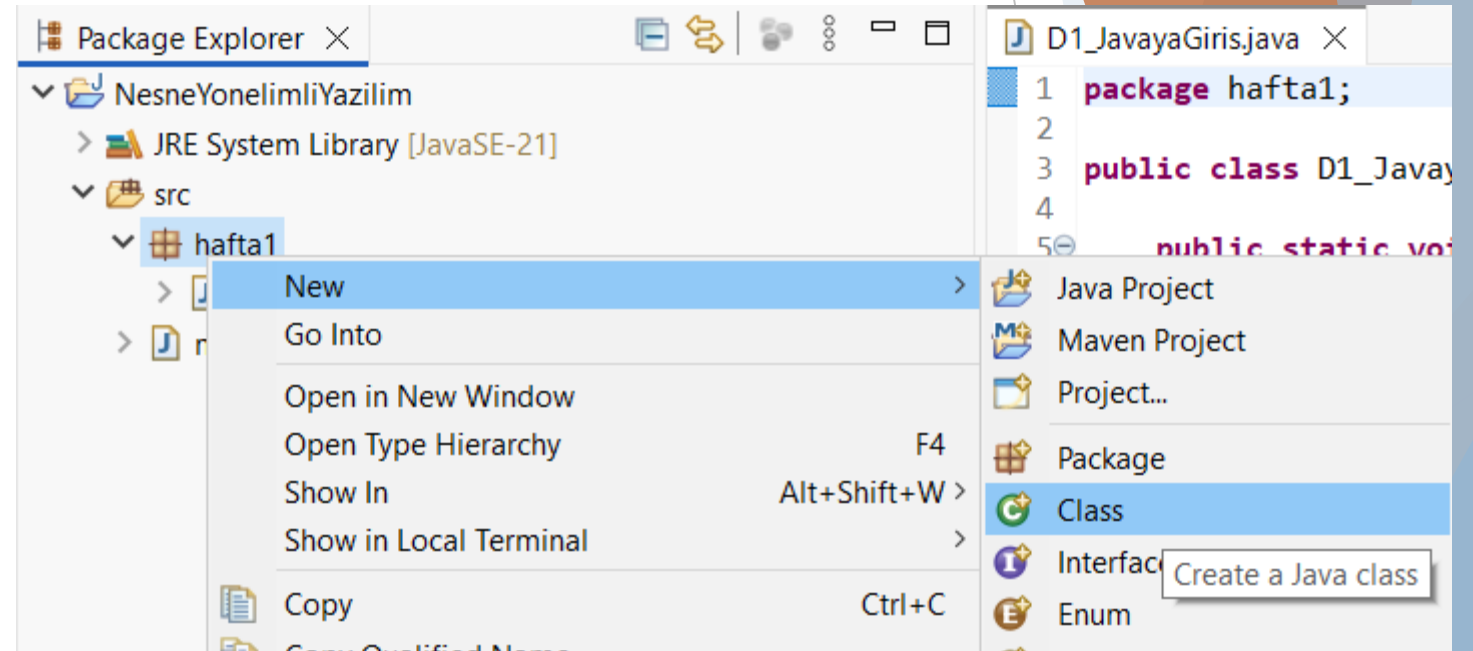 Package Explorer
NesneYonelimliYazilim
JRE System Library [JavaSE-21]
src
hafta1
New
Go Into
Open in New Window
Open Type Hierarchy F4
Show In Alt+Shift+W
Show in Local Terminal
Copy Ctrl+C
Copy Qualified Name
D1_JavayaGiris.java
1 package hafta1;
2
3 public class D1_Javay
4
5 public static voi
Java Project
Maven Project
Project...
Package
Class
Interfac
Create a Java class
Enum